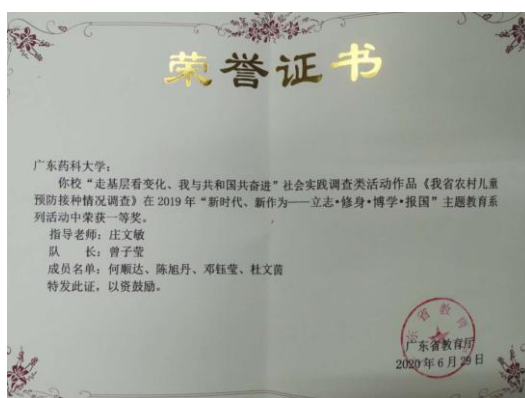 荣誉证书
广东药科大学：
你校“走基层看变化、我与共和国共奋进”社会实践调查类活动作品《我省农村儿童
预防接种情况调查》在2019年“新时代、新作为——立志•修身•博学•报国”主题教育系
列活动中荣获一等奖。
指导老师：庄文敏
队 长：曾子莹
成员名单：何顺达、陈旭丹、邓钰莹、杜文茵
特发此证，以资鼓励。
广东省教育厅
2020年6月29日